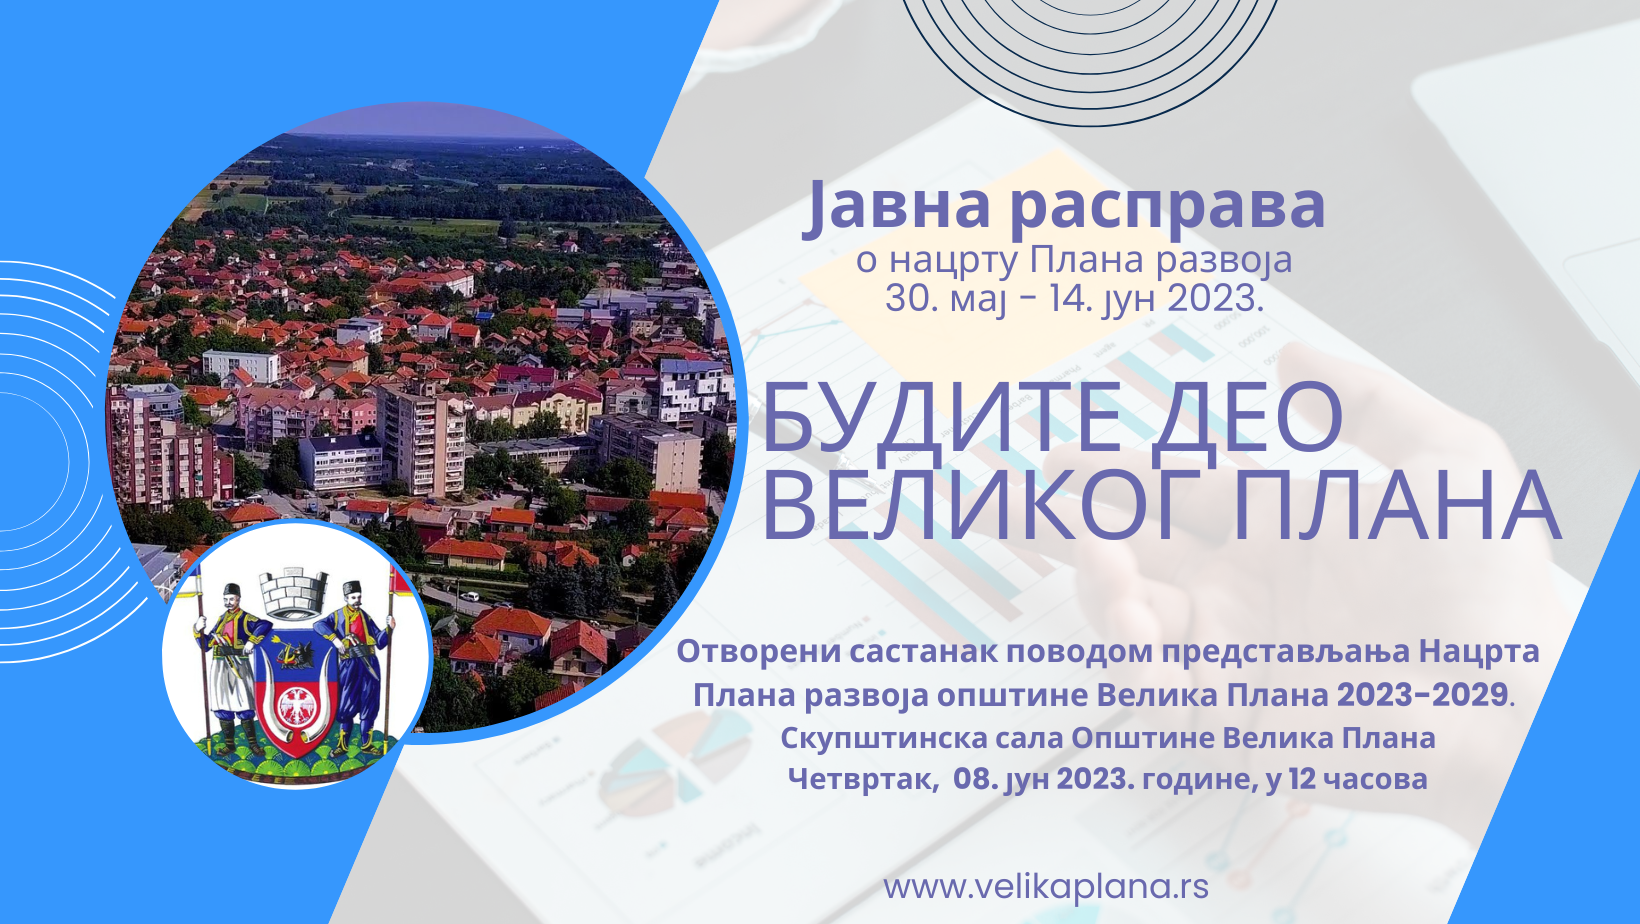 Јавна расправа
о нацрту Плана развоја
30. мај - 14. јун 2023.
БУДИТЕ ДЕО
ВЕЛИКОГ ПЛАНА
Отворени састанак поводом представљања Нацрта
Плана развоја општине Велика Плана 2023-2029.
Скупштинска сала Општине Велика Плана
Четвртак, 08. јун 2023. године, у 12 часова
www.velikaplana.rs